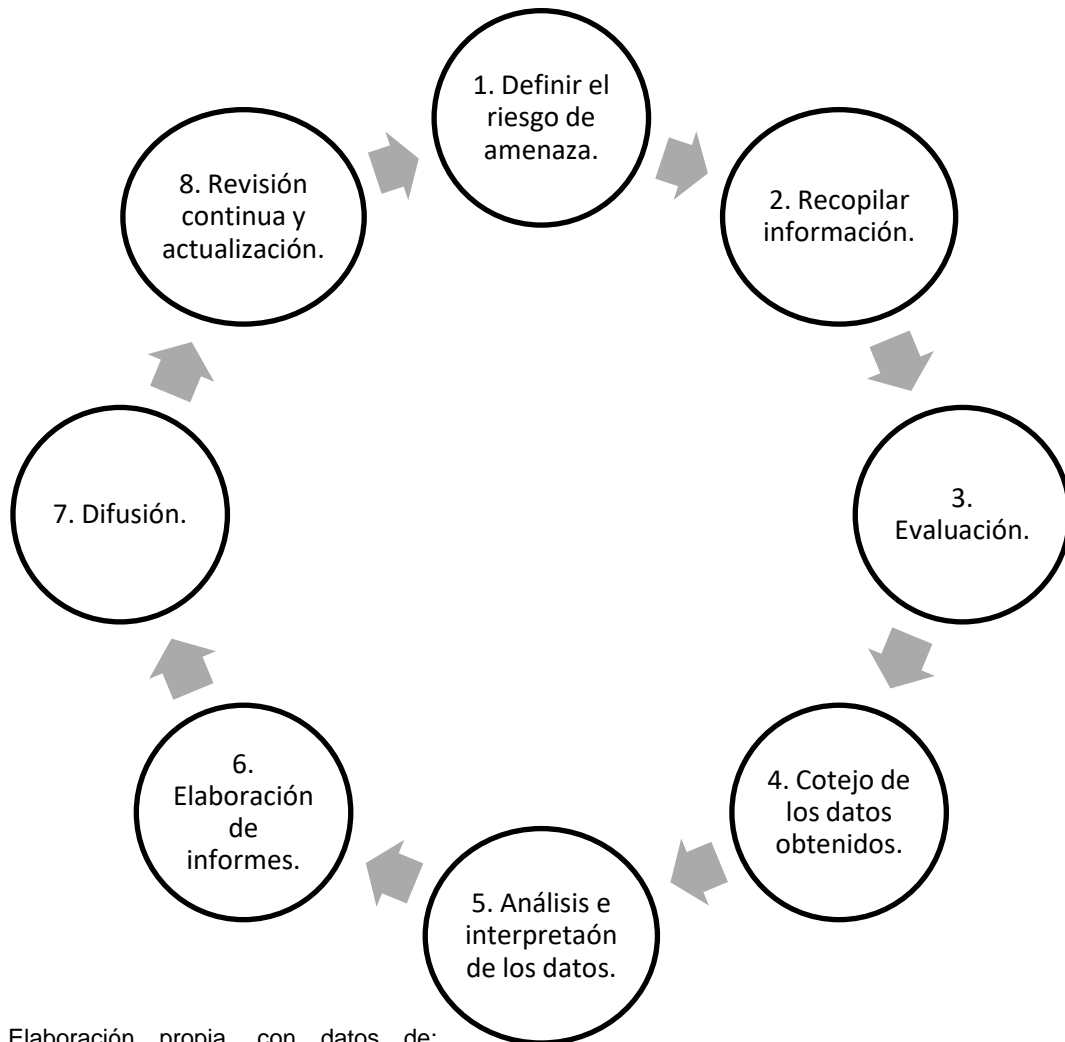 1. Definir el
riesgo de
amenaza.
2. Recopilar
información.
3.
Evaluación.
4. Cotejo de
los datos
obtenidos.
5. Análisis e
interpretaón
de los datos.
6.
Elaboración
de
informes.
7. Difusión.
8. Revisión
continua y
actualización.
Elaboración propia, con datos de: